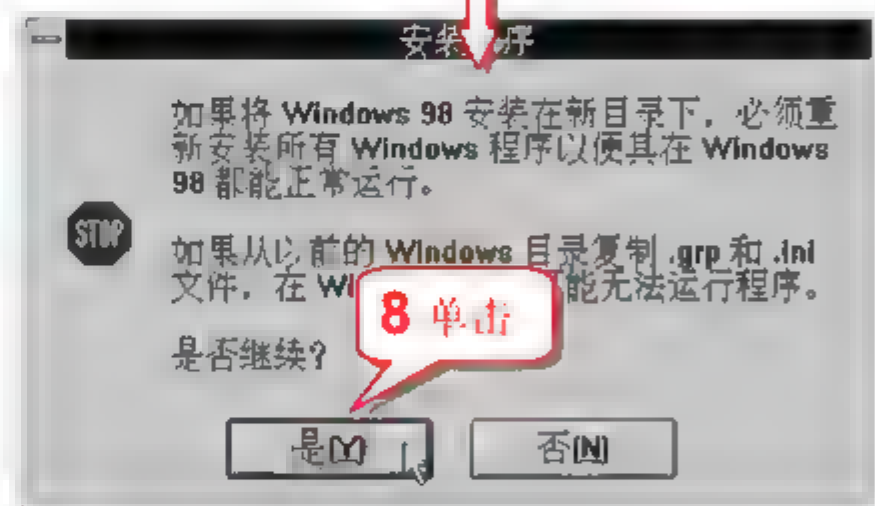 安装程序
如果将 Windows 98 安装在新目录下，必须重
新安装所有 Windows 程序以便其在 Windows
98 都能正常运行。
STOP
如果从以前的 Windows 目录复制 .grp 和 .ini
文件，在 Wi 能无法运行程序。
8 单击
是否继续?
是(Y)
否(N)